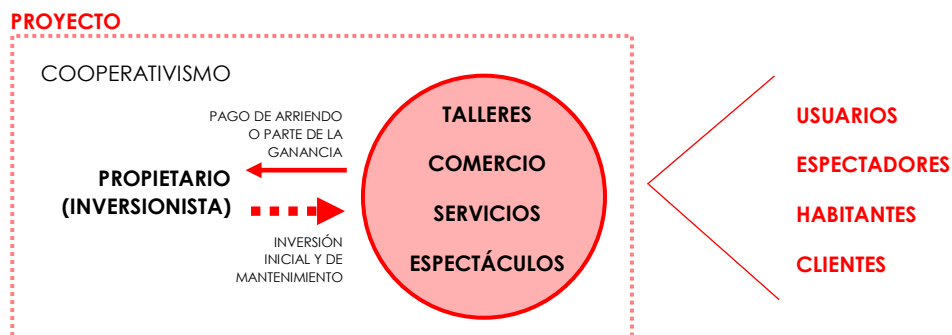 PROYECTO
COOPERATIVISMO
PAGO DE ARRIENDO
O PARTE DE LA
GANANCIA
PROPIETARIO
(INVERSIONISTA)
INVERSIÓN
INICIAL Y DE
MANTENIMIENTO
TALLERES
COMERCIO
SERVICIOS
ESPECTÁCULOS
USUARIOS
ESPECTADORES
HABITANTES
CLIENTES